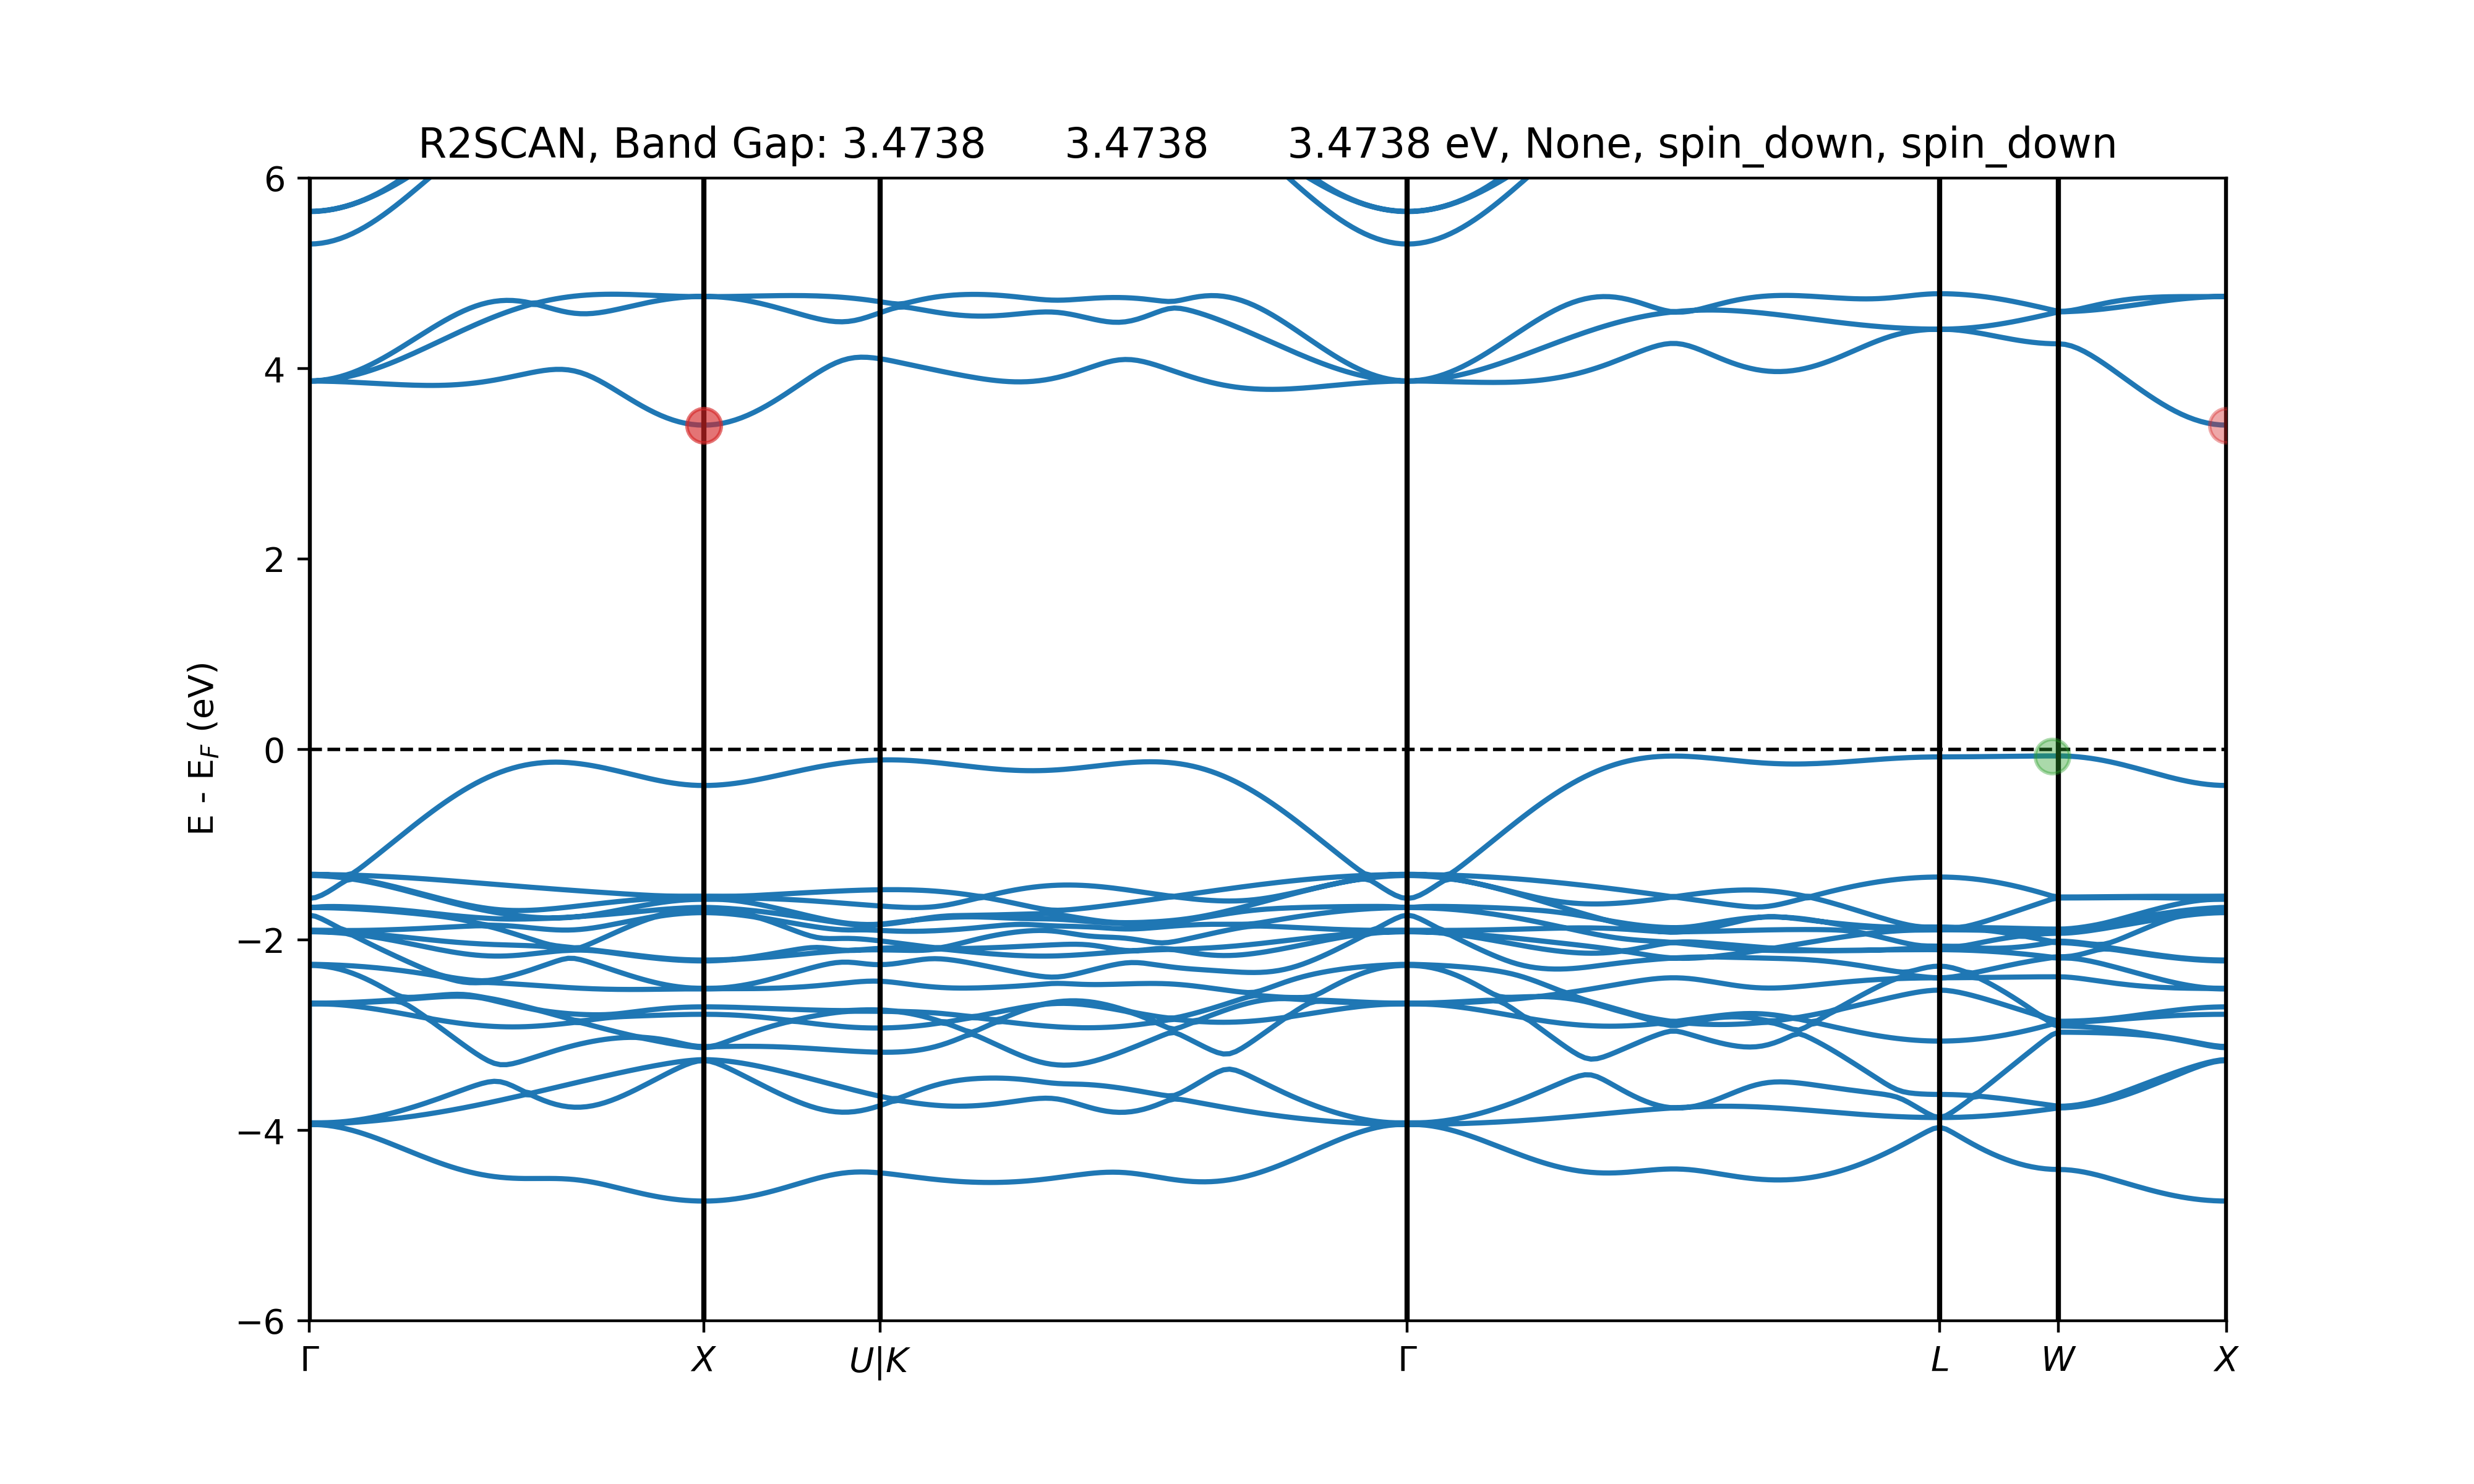 R2SCAN, Band Gap: 3.4738 3.4738 3.4738 eV, None, spin_down, spin_down
6
4
2
0
−2
−4
−6
E - E_F (eV)
Γ X U|K Γ L W X